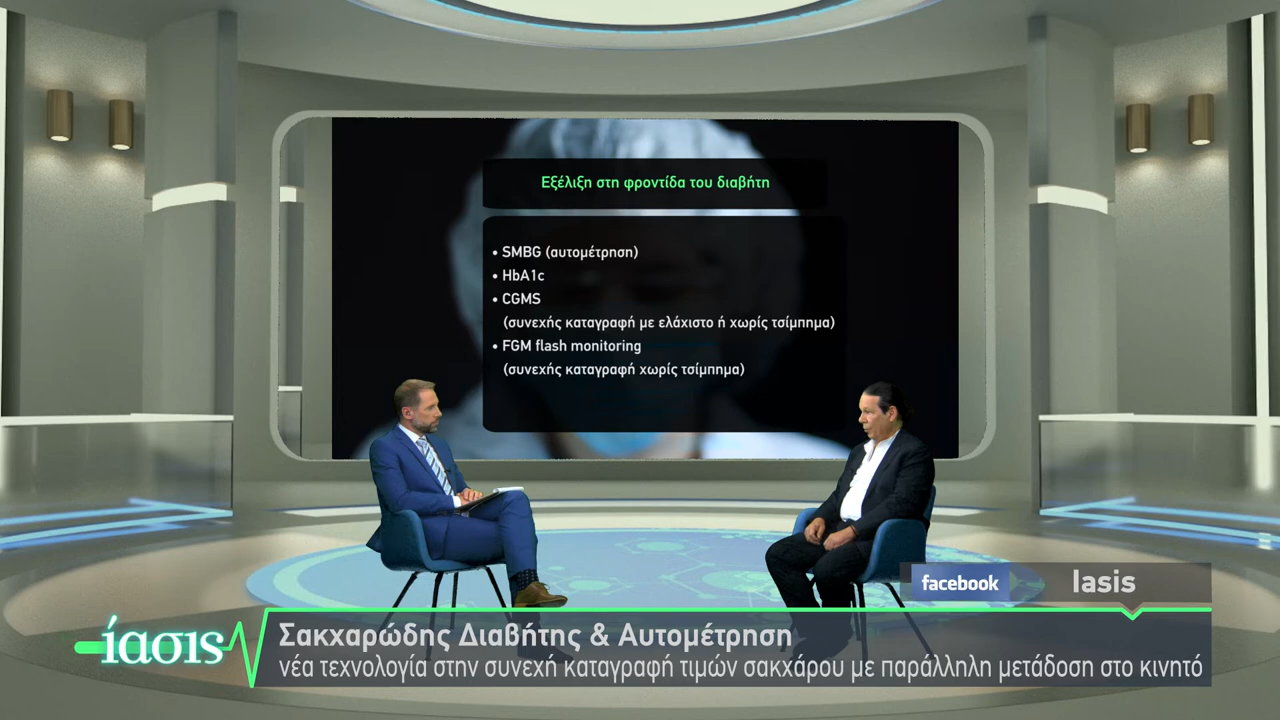 Εξέλιξη στη φροντίδα του διαβήτη
• SMBG (αυτομέτρηση)
• HbA1c
• CGMS
(συνεχής καταγραφή με ελάχιστο ή χωρίς τσίμπημα)
• FGM flash monitoring
(συνεχής καταγραφή χωρίς τσίμπημα)
facebook Iasis
ίασις
Σακχαρώδης Διαβήτης & Αυτομέτρηση
νέα τεχνολογία στην συνεχή καταγραφή τιμών σακχάρου με παράλληλη μετάδοση στο κινητό